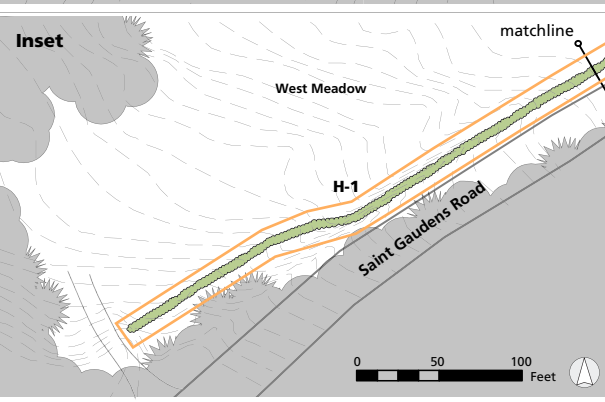 Inset
matchline
West Meadow
H-1
Saint Gaudens Road
0 50 100
Feet